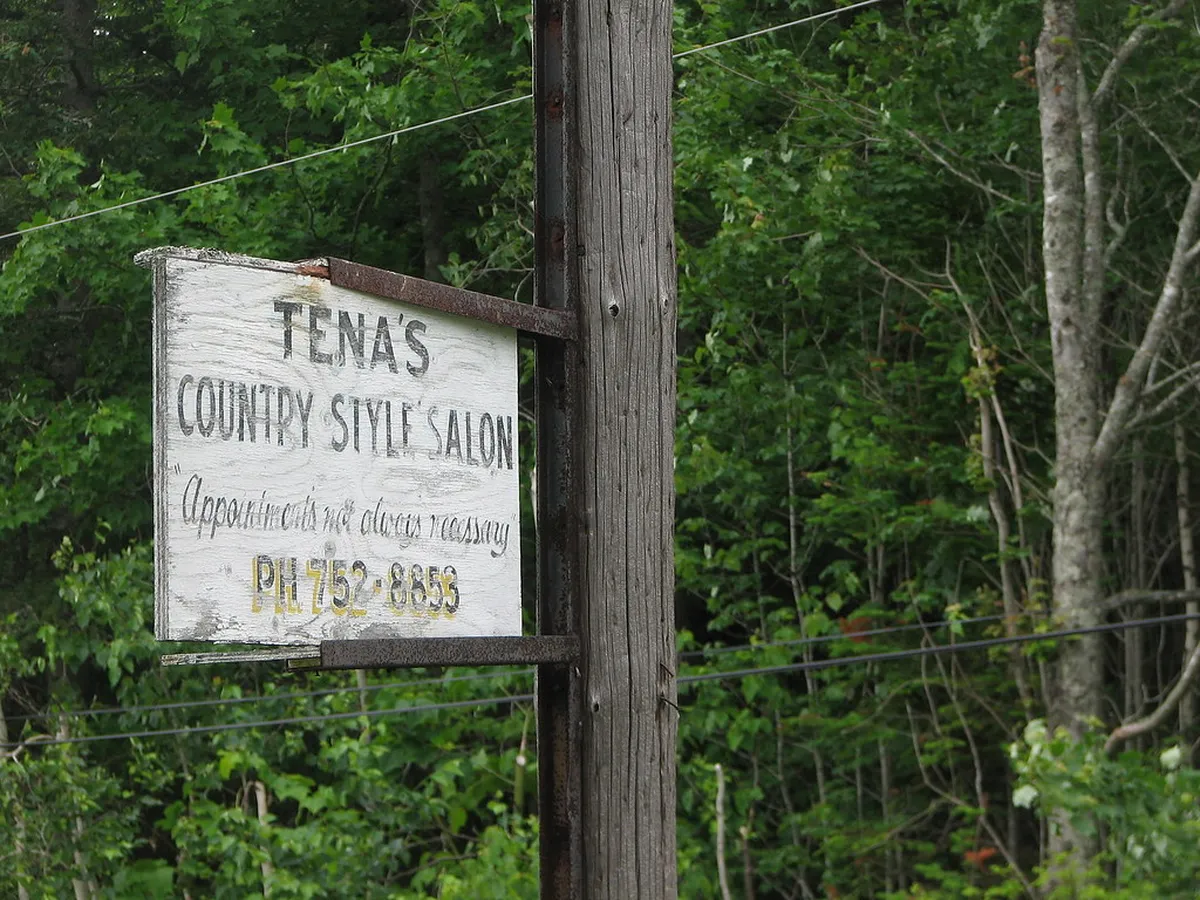 TENA'S
COUNTRY STYLE SALON
"Appointments not always necessary"
PH. 752-8853